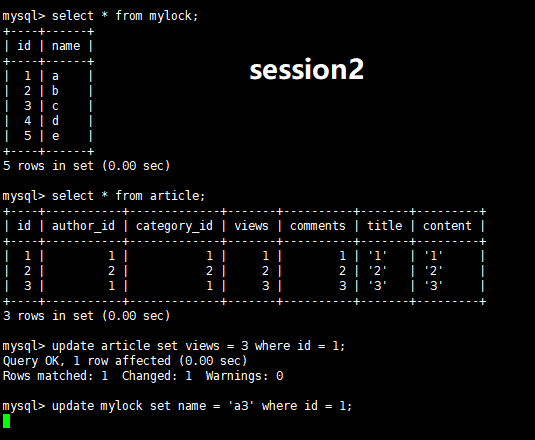 mysql> select * from mylock;
+----+------+
| id | name |
+----+------+
|  1 | a    |
|  2 | b    |
|  3 | c    |
|  4 | d    |
|  5 | e    |
+----+------+
5 rows in set (0.00 sec)
session2
mysql> select * from article;
+----+-----------+-------------+-------+----------+-------+---------+
| id | author_id | category_id | views | comments | title | content |
+----+-----------+-------------+-------+----------+-------+---------+
|  1 |         1 |           1 |     1 |        1 | '1'   | '1'     |
|  2 |         2 |           2 |     2 |        2 | '2'   | '2'     |
|  3 |         1 |           1 |     3 |        3 | '3'   | '3'     |
+----+-----------+-------------+-------+----------+-------+---------+
3 rows in set (0.00 sec)
mysql> update article set views = 3 where id = 1;
Query OK, 1 row affected (0.00 sec)
Rows matched: 1  Changed: 1  Warnings: 0
mysql> update mylock set name = 'a3' where id = 1;